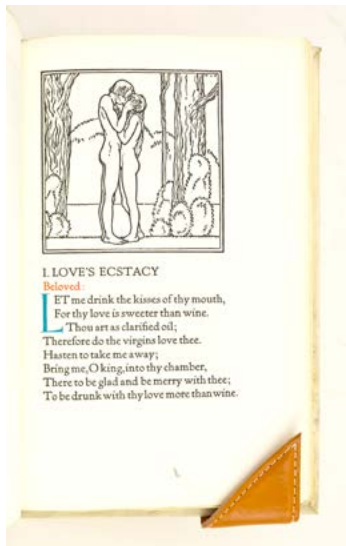 I. LOVE'S ECSTACY
Beloved:
LET me drink the kisses of thy mouth,
For thy love is sweeter than wine.
Thou art as clarified oil;
Therefore do the virgins love thee.
Hasten to take me away;
Bring me, O king, into thy chamber,
There to be glad and be merry with thee;
To be drunk with thy love more than wine.